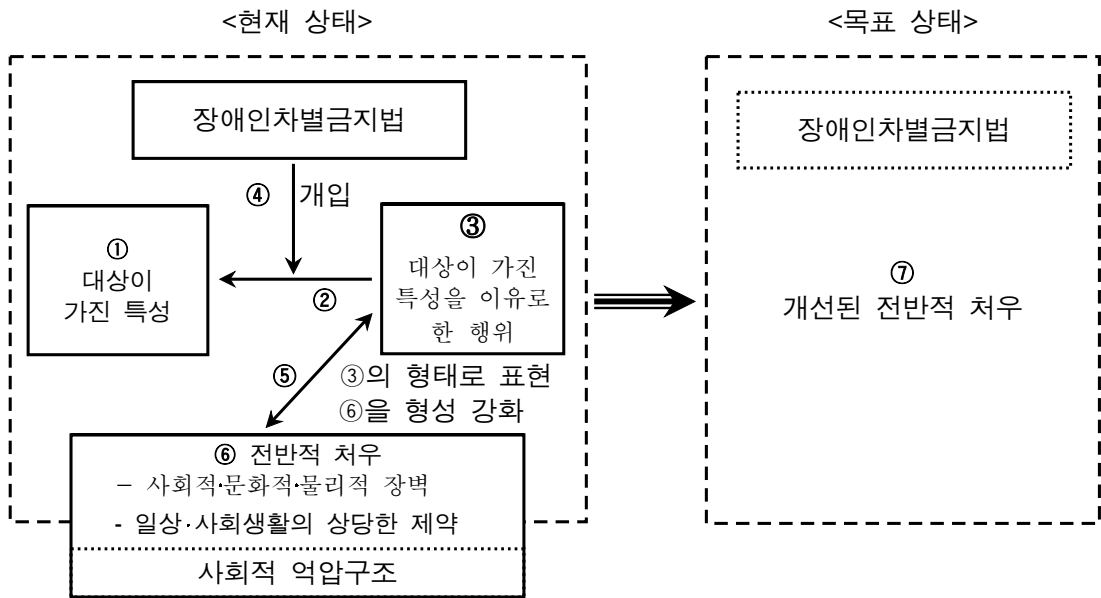 <현재 상태>
<목표 상태>
장애인차별금지법
장애인차별금지법
④ 개입
①
대상이
가진 특성
②
③
대상이 가진
특성을 이유로
한 행위
⑦
개선된 전반적 처우
⑤
③의 형태로 표현
⑥을 형성 강화
⑥ 전반적 처우
– 사회적·문화적·물리적 장벽
- 일상·사회생활의 상당한 제약
사회적 억압구조